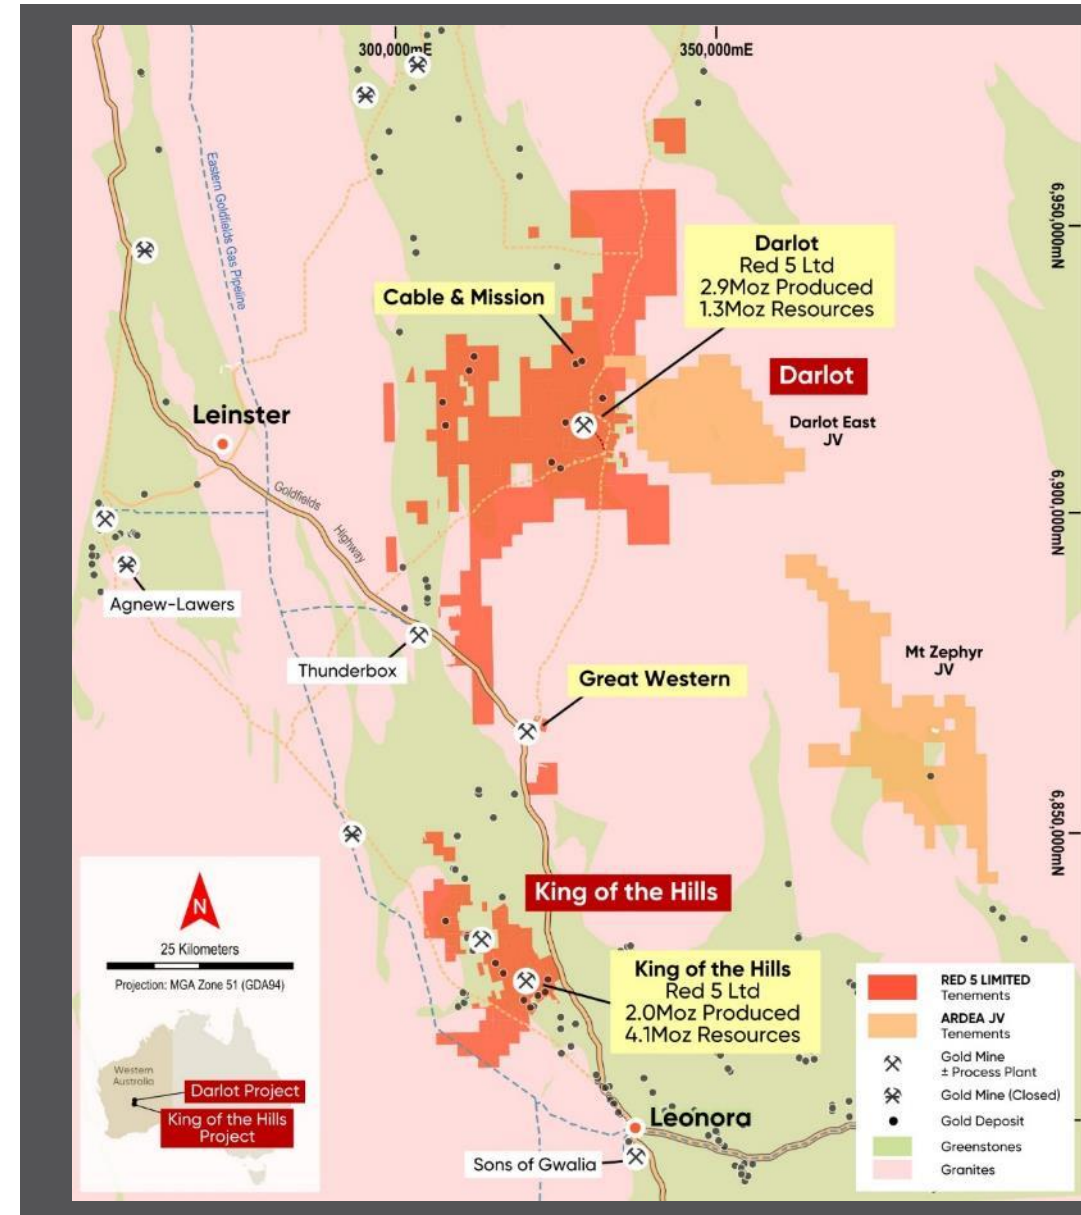 300,000mE
350,000mE
6,950,000mN
6,900,000mN
6,850,000mN
Eastern Goldfields Gas Pipeline
Darlot
Red 5 Ltd
2.9Moz Produced
1.3Moz Resources
Cable & Mission
Darlot
Darlot East
JV
Leinster
Goldfields
Highway
Agnew-Lawers
Thunderbox
Mt Zephyr
JV
Great Western
King of the Hills
King of the Hills
Red 5 Ltd
2.0Moz Produced
4.1Moz Resources
Leonora
Sons of Gwalia
N
25 Kilometers
Projection: MGA Zone 51 (GDA94)
Western
Australia
Darlot Project
King of the Hills
Project
RED 5 LIMITED
Tenements
ARDEA JV
Tenements
Gold Mine
± Process Plant
Gold Mine (Closed)
Gold Deposit
Greenstones
Granites